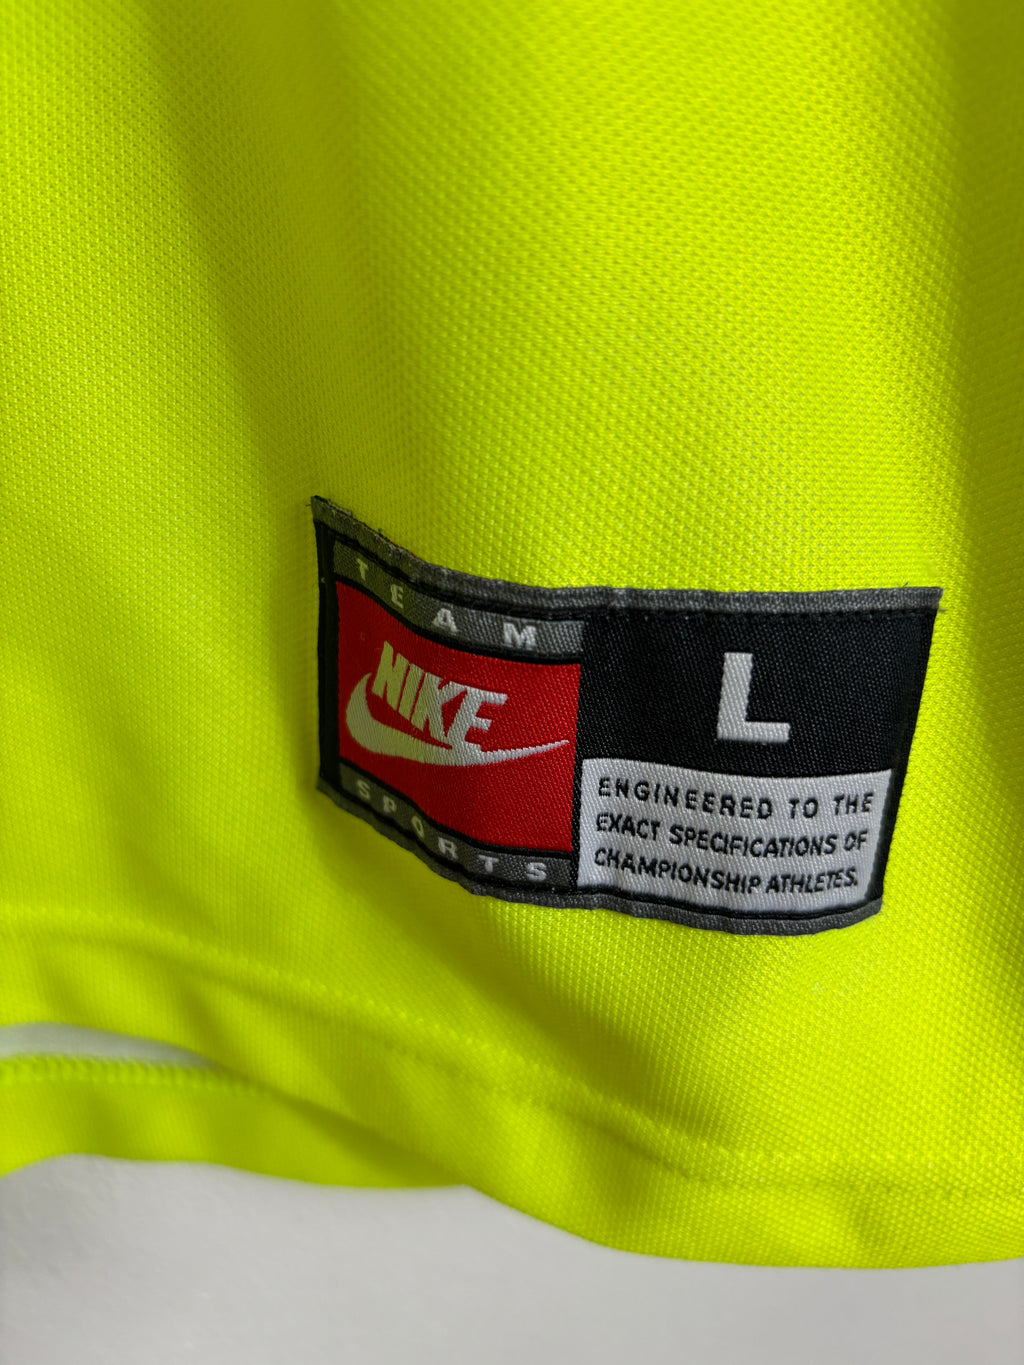 TEAM
NIKE
SPORTS
L
ENGINEERED TO THE
EXACT SPECIFICATIONS OF
CHAMPIONSHIP ATHLETES.